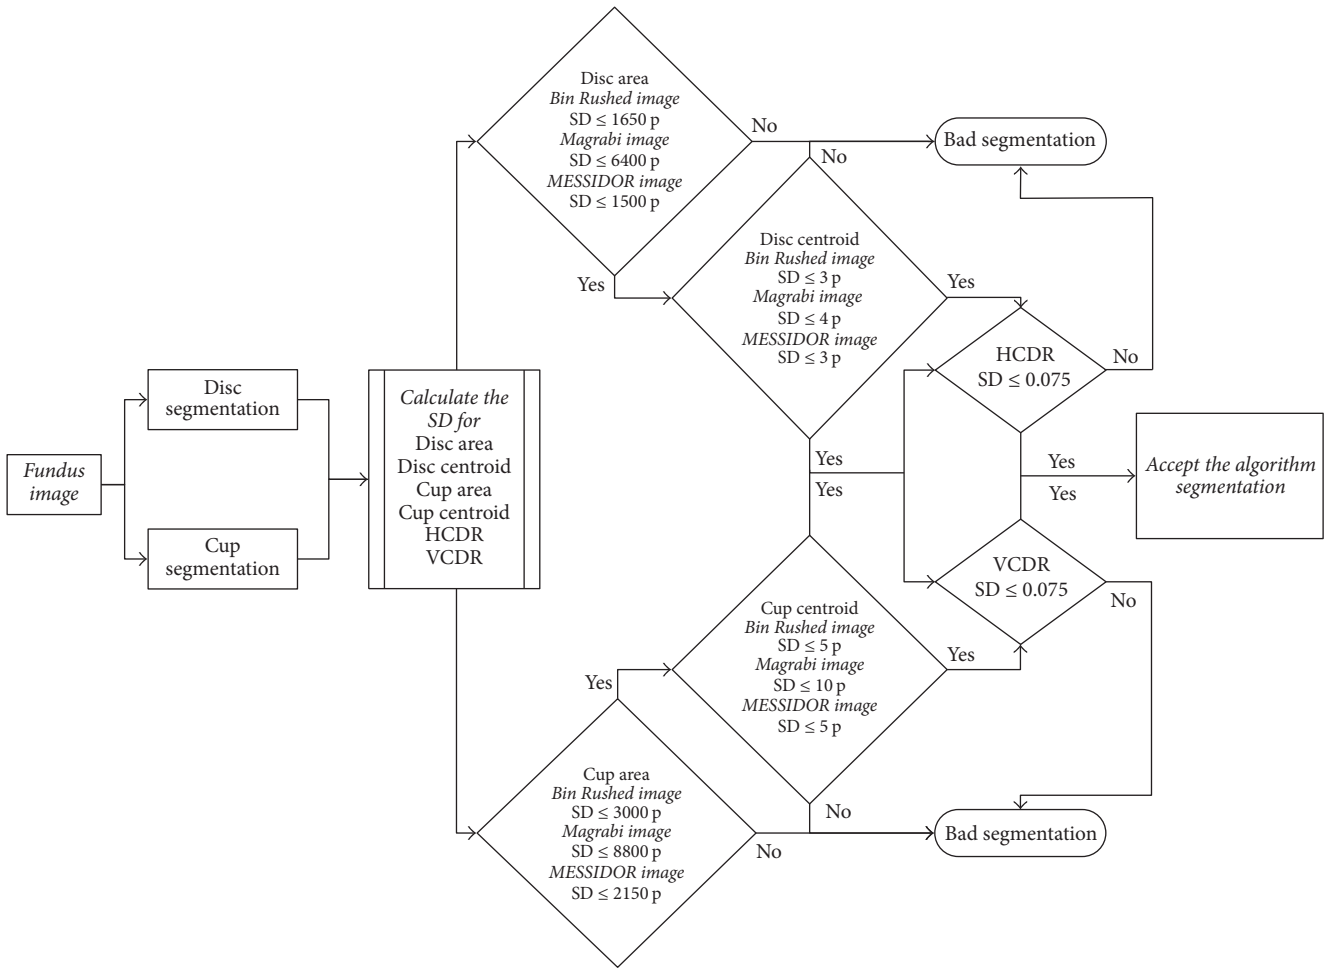 Fundus
image
Disc
segmentation
Cup
segmentation
Calculate the
SD for
Disc area
Disc centroid
Cup area
Cup centroid
HCDR
VCDR
Disc area
Bin Rushed image
SD ≤ 1650 p
Magrabi image
SD ≤ 6400 p
MESSIDOR image
SD ≤ 1500 p
No
Yes
No
Disc centroid
Bin Rushed image
SD ≤ 3 p
Magrabi image
SD ≤ 4 p
MESSIDOR image
SD ≤ 3 p
Yes
Yes
Bad segmentation
HCDR
SD ≤ 0.075
No
Yes
Yes
Accept the algorithm
segmentation
VCDR
SD ≤ 0.075
No
Yes
Cup centroid
Bin Rushed image
SD ≤ 5 p
Magrabi image
SD ≤ 10 p
MESSIDOR image
SD ≤ 5 p
Yes
No
Yes
Cup area
Bin Rushed image
SD ≤ 3000 p
Magrabi image
SD ≤ 8800 p
MESSIDOR image
SD ≤ 2150 p
No
Bad segmentation